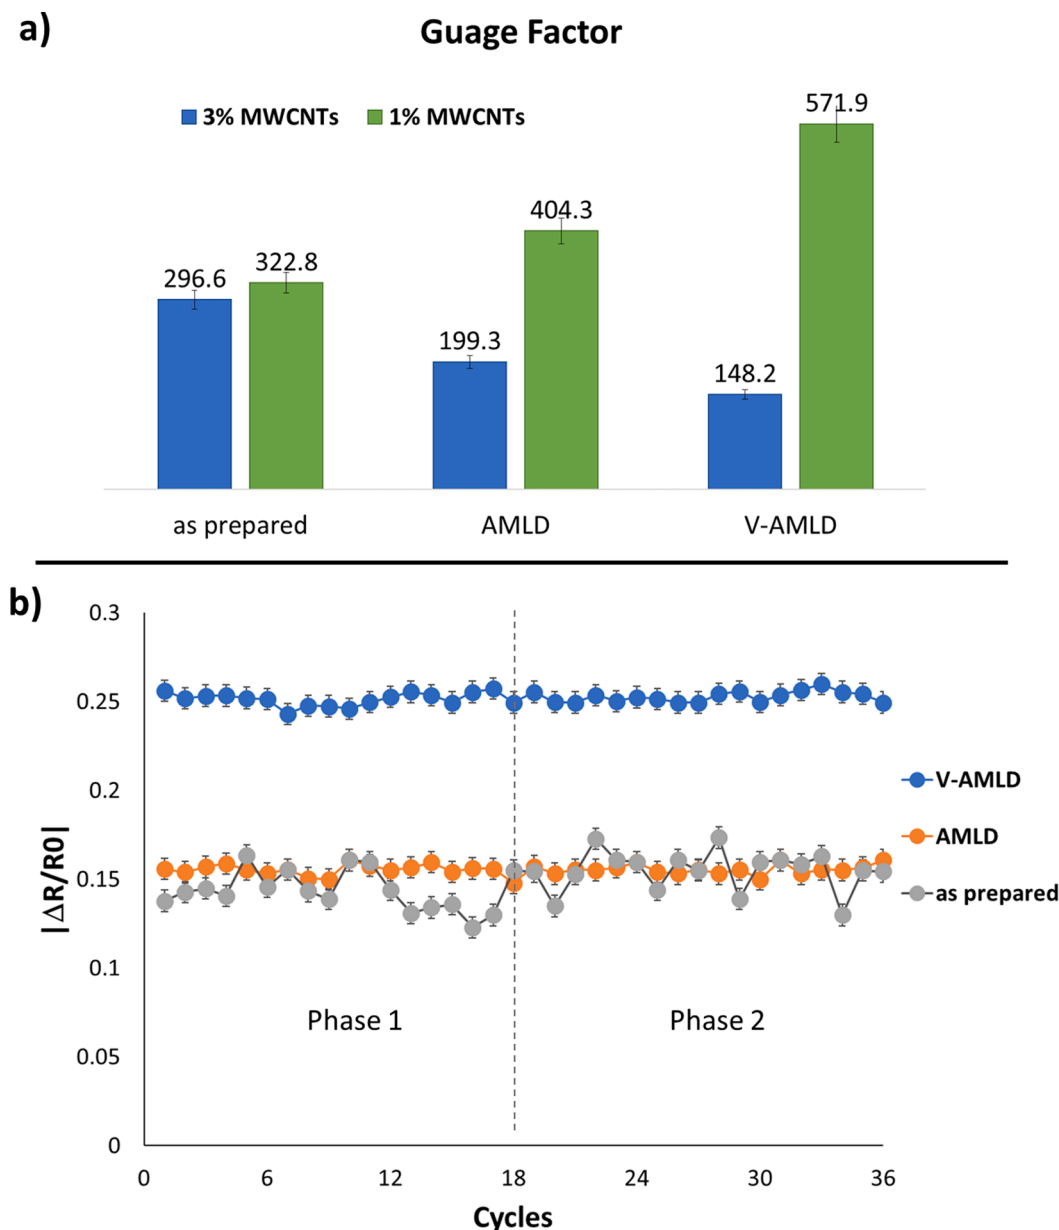 a)
Guage Factor
3% MWCNTs
1% MWCNTs
296.6
322.8
199.3
404.3
148.2
571.9
as prepared
AMLD
V-AMLD
b)
0.3
0.25
0.2
0.15
0.1
0.05
0
|ΔR/R0|
Phase 1
Phase 2
V-AMLD
AMLD
as prepared
0
6
12
18
24
30
36
Cycles